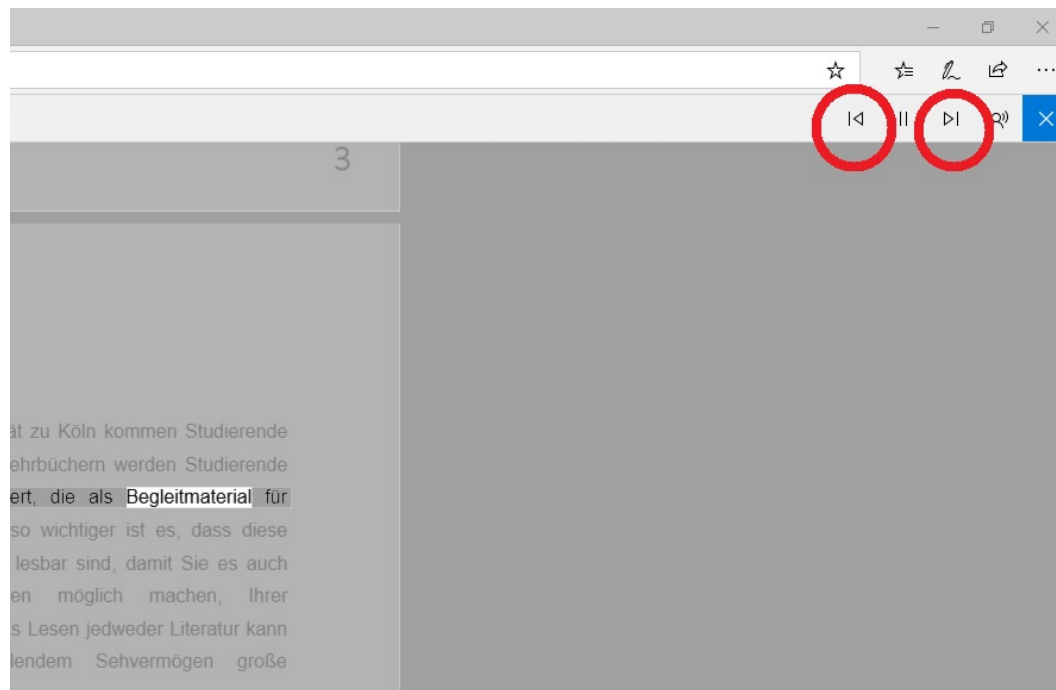 3
ät zu Köln kommen Studierende
ehrbüchern werden Studierende
ert, die als Begleitmaterial für
so wichtiger ist es, dass diese
lesbar sind, damit Sie es auch
en möglich machen, Ihrer
s Lesen jedweder Literatur kann
lendem Sehvermögen große